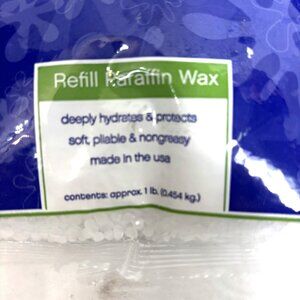 Refill Paraffin Wax
deeply hydrates & protects
soft, pliable & nongreasy
made in the usa
contents: approx. 1 lb. (0.454 kg.)